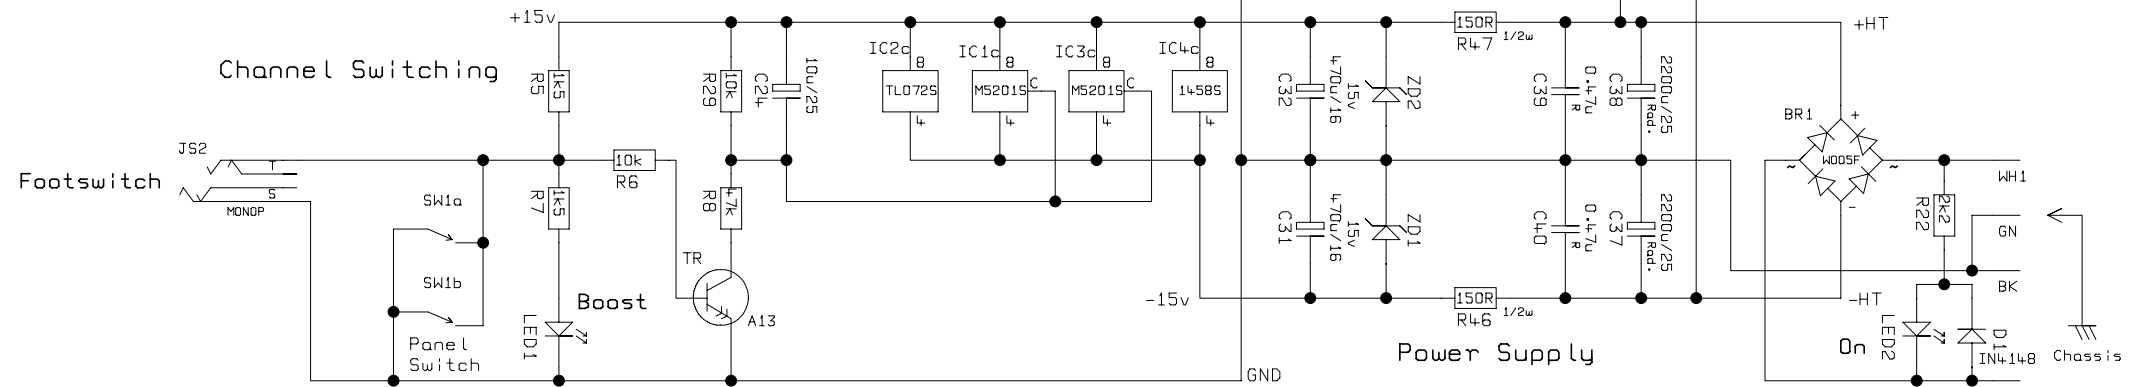 Channel Switching
+15v
R5
1k5
R29
10k
C24
10u/25
IC2c
8
TL072S
4
IC1c
8
M5201S
C
4
IC3c
8
M5201S
C
4
IC4c
8
1458S
4
C32
470u/16
15v
ZD2
150R
R47
1/2w
C39
0.47u
R
C38
2200u/25
Rad.
+HT
BR1
+
W005F
~
~
-
JS2
T
S
MONOP
Footswitch
SW1a
SW1b
Panel
Switch
10k
R6
R7
1k5
R8
47k
TR
A13
Boost
LED1
C31
470u/16
15v
ZD1
150R
R46
1/2w
-15v
C40
0.47u
R
C37
2200u/25
Rad.
-HT
GND
Power Supply
R22
2k2
WH1
GN
BK
On
LED2
D1
IN4148
Chassis